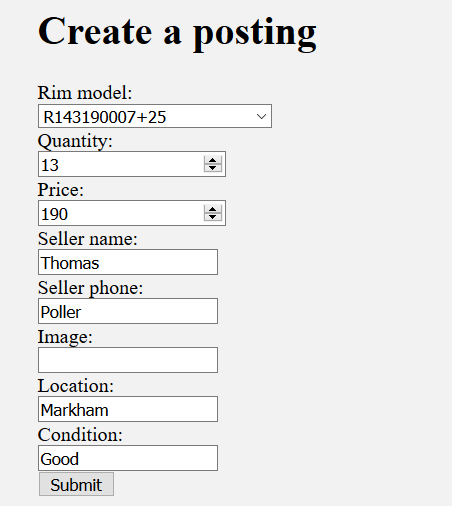 Create a posting
Rim model:
R143190007+25
Quantity:
13
Price:
190
Seller name:
Thomas
Seller phone:
Poller
Image:
Location:
Markham
Condition:
Good
Submit